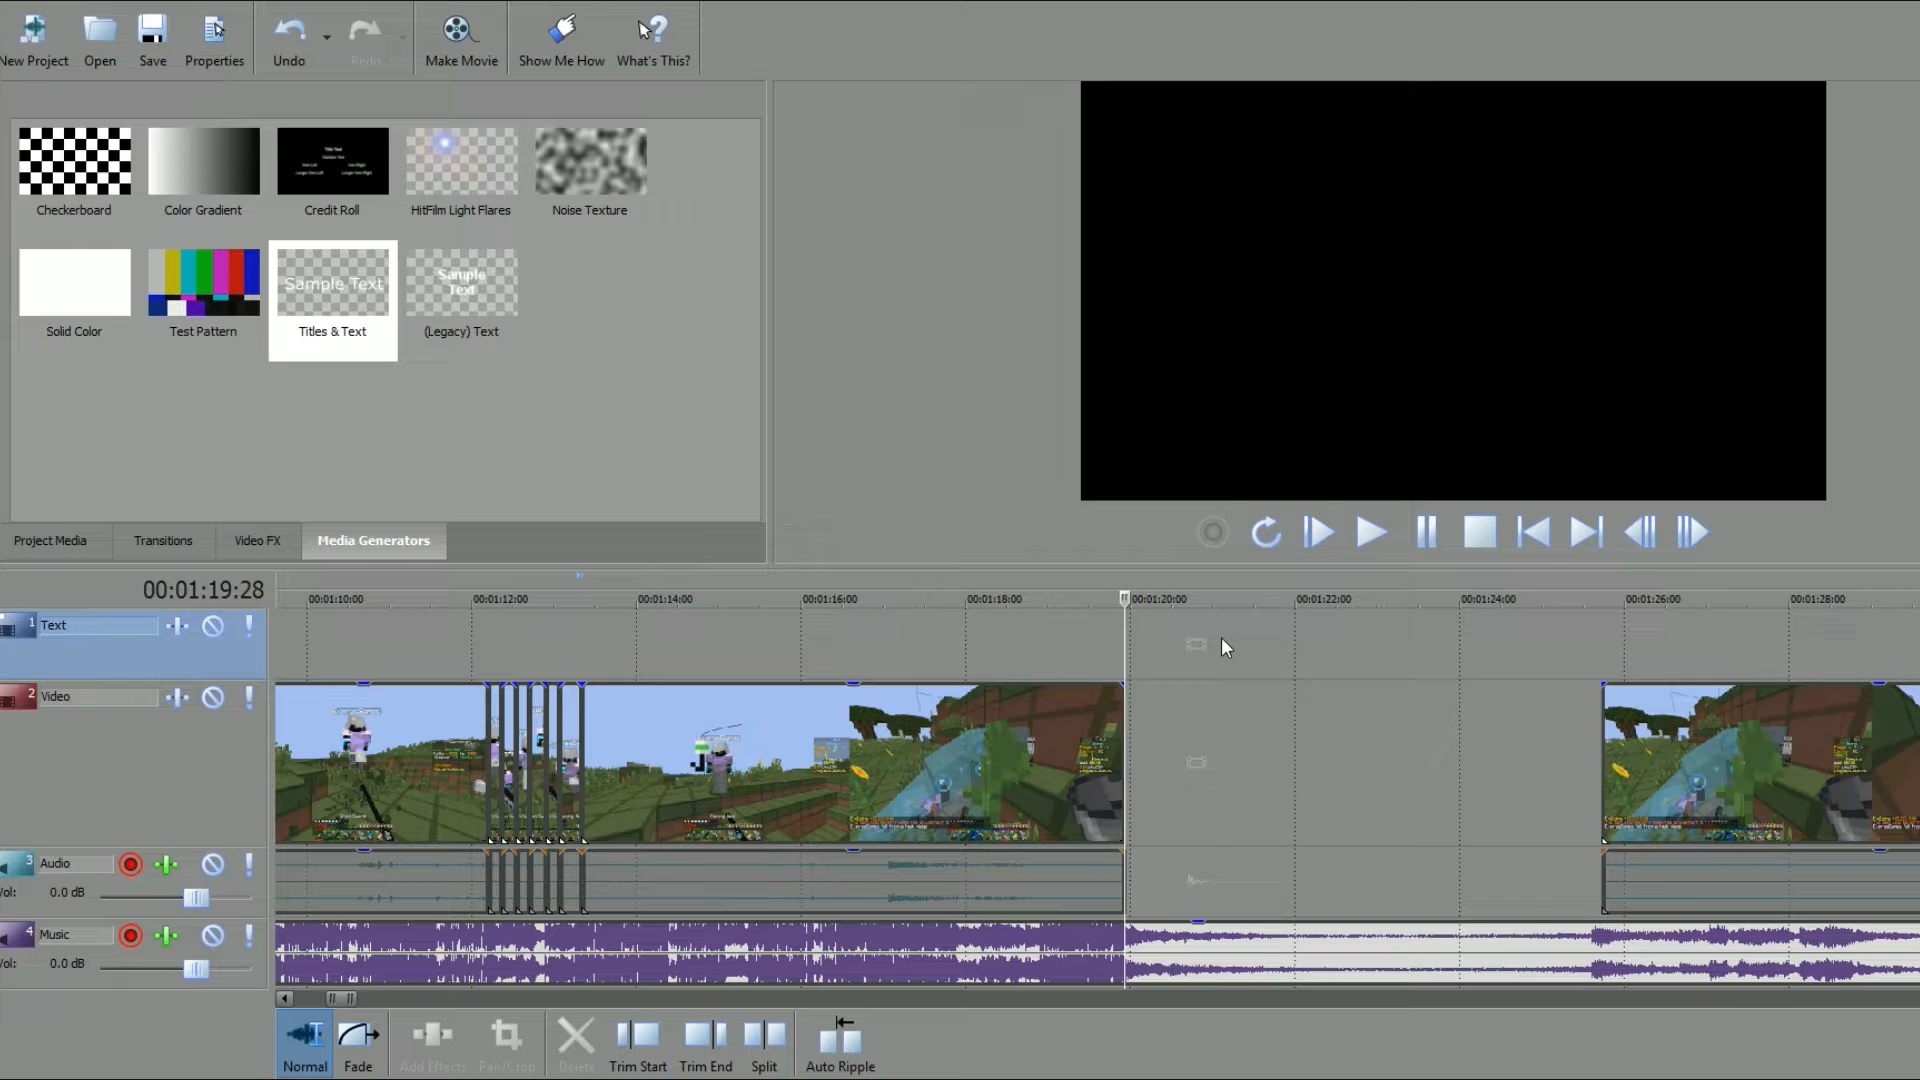 New Project Open Save Properties Undo Redo Make Movie Show Me How What's This?
Checkerboard Color Gradient Credit Roll HitFilm Light Flares Noise Texture
Sample Text
Sample
Text
Solid Color Test Pattern Titles & Text (Legacy) Text
Project Media Transitions Video FX Media Generators
00:01:19:28
00:01:10:00 00:01:12:00 00:01:14:00 00:01:16:00 00:01:18:00 00:01:20:00 00:01:22:00 00:01:24:00 00:01:26:00 00:01:28:00
1 Text
2 Video
3 Audio
Vol: 0.0 dB
4 Music
Vol: 0.0 dB
Normal Fade Add Effects Pan/Crop Delete Trim Start Trim End Split Auto Ripple